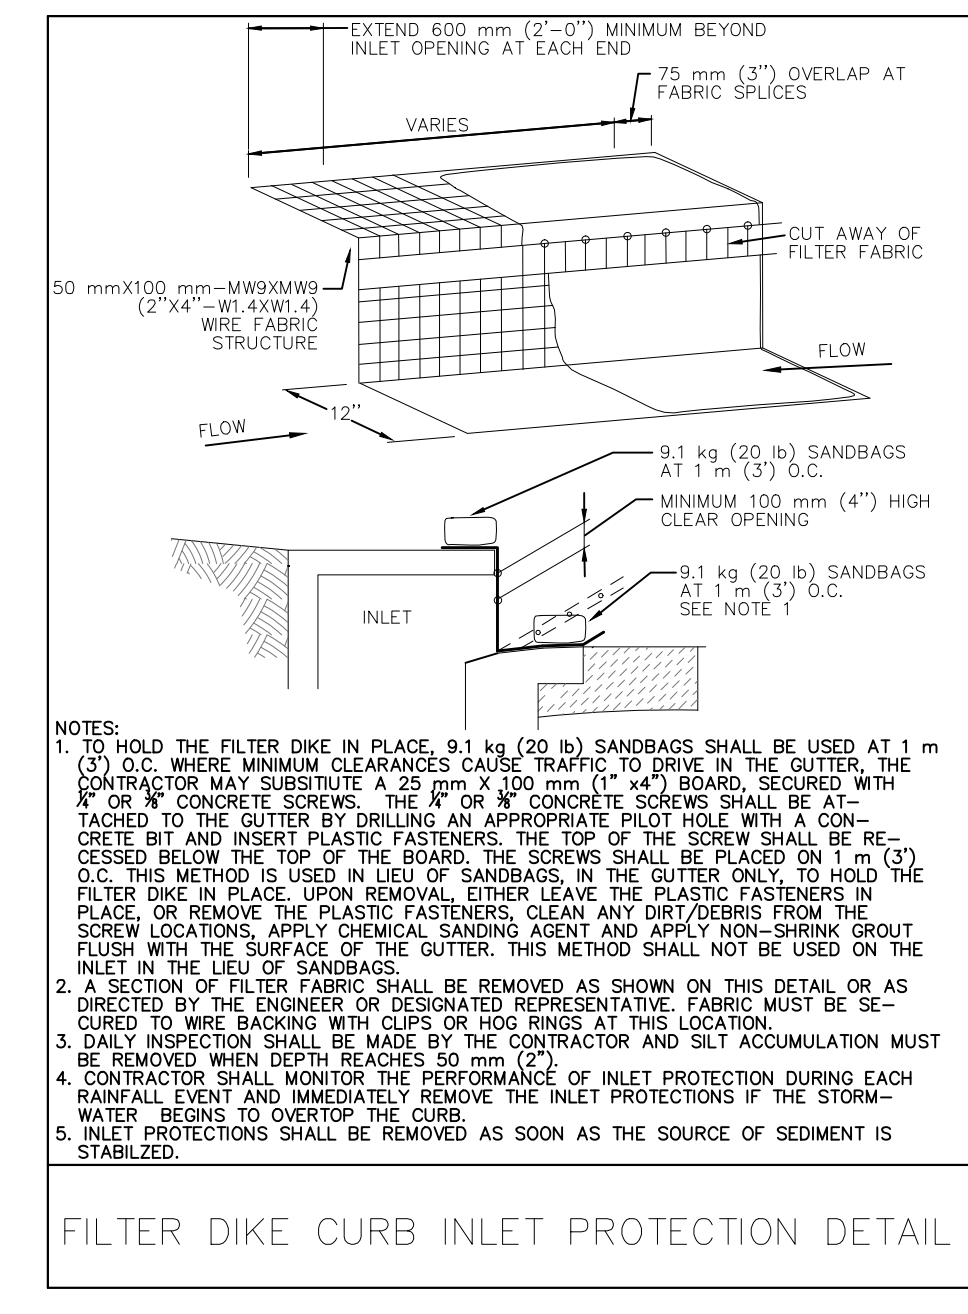 EXTEND 600 mm (2'-0'') MINIMUM BEYOND
INLET OPENING AT EACH END
75 mm (3'') OVERLAP AT
FABRIC SPLICES
VARIES
CUT AWAY OF
FILTER FABRIC
50 mmX100 mm-MW9XMW9
(2''X4''-W1.4XW1.4)
WIRE FABRIC
STRUCTURE
FLOW
12''
FLOW
9.1 kg (20 lb) SANDBAGS
AT 1 m (3') O.C.
MINIMUM 100 mm (4'') HIGH
CLEAR OPENING
9.1 kg (20 lb) SANDBAGS
AT 1 m (3') O.C.
SEE NOTE 1
INLET
NOTES:
1. TO HOLD THE FILTER DIKE IN PLACE, 9.1 kg (20 lb) SANDBAGS SHALL BE USED AT 1 m
(3') O.C. WHERE MINIMUM CLEARANCES CAUSE TRAFFIC TO DRIVE IN THE GUTTER, THE
CONTRACTOR MAY SUBSITIUTE A 25 mm X 100 mm (1" x4") BOARD, SECURED WITH
¼" OR ⅜" CONCRETE SCREWS. THE ¼" OR ⅜" CONCRETE SCREWS SHALL BE AT-
TACHED TO THE GUTTER BY DRILLING AN APPROPRIATE PILOT HOLE WITH A CON-
CRETE BIT AND INSERT PLASTIC FASTENERS. THE TOP OF THE SCREW SHALL BE RE-
CESSED BELOW THE TOP OF THE BOARD. THE SCREWS SHALL BE PLACED ON 1 m (3')
O.C. THIS METHOD IS USED IN LIEU OF SANDBAGS, IN THE GUTTER ONLY, TO HOLD THE
FILTER DIKE IN PLACE. UPON REMOVAL, EITHER LEAVE THE PLASTIC FASTENERS IN
PLACE, OR REMOVE THE PLASTIC FASTENERS, CLEAN ANY DIRT/DEBRIS FROM THE
SCREW LOCATIONS, APPLY CHEMICAL SANDING AGENT AND APPLY NON-SHRINK GROUT
FLUSH WITH THE SURFACE OF THE GUTTER. THIS METHOD SHALL NOT BE USED ON THE
INLET IN THE LIEU OF SANDBAGS.
2. A SECTION OF FILTER FABRIC SHALL BE REMOVED AS SHOWN ON THIS DETAIL OR AS
DIRECTED BY THE ENGINEER OR DESIGNATED REPRESENTATIVE. FABRIC MUST BE SE-
CURED TO WIRE BACKING WITH CLIPS OR HOG RINGS AT THIS LOCATION.
3. DAILY INSPECTION SHALL BE MADE BY THE CONTRACTOR AND SILT ACCUMULATION MUST
BE REMOVED WHEN DEPTH REACHES 50 mm (2").
4. CONTRACTOR SHALL MONITOR THE PERFORMANCE OF INLET PROTECTION DURING EACH
RAINFALL EVENT AND IMMEDIATELY REMOVE THE INLET PROTECTIONS IF THE STORM-
WATER BEGINS TO OVERTOP THE CURB.
5. INLET PROTECTIONS SHALL BE REMOVED AS SOON AS THE SOURCE OF SEDIMENT IS
STABILZED.
FILTER DIKE CURB INLET PROTECTION DETAIL